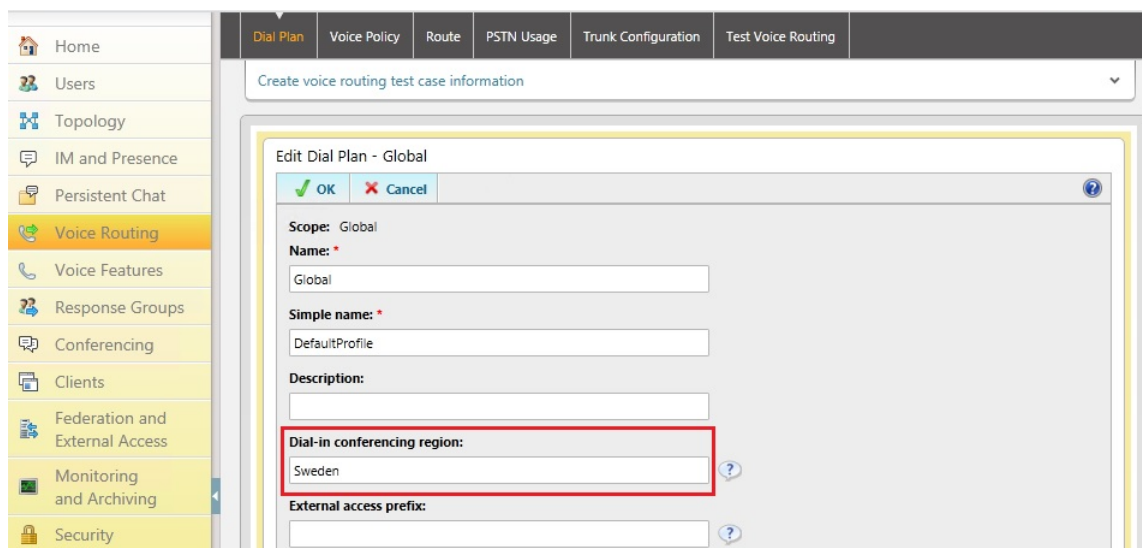 Home
Users
Topology
IM and Presence
Persistent Chat
Voice Routing
Voice Features
Response Groups
Conferencing
Clients
Federation and
External Access
Monitoring
and Archiving
Security
Dial Plan Voice Policy Route PSTN Usage Trunk Configuration Test Voice Routing
Create voice routing test case information
Edit Dial Plan - Global
OK Cancel
Scope: Global
Name: *
Global
Simple name: *
DefaultProfile
Description:
Dial-in conferencing region:
Sweden
External access prefix: